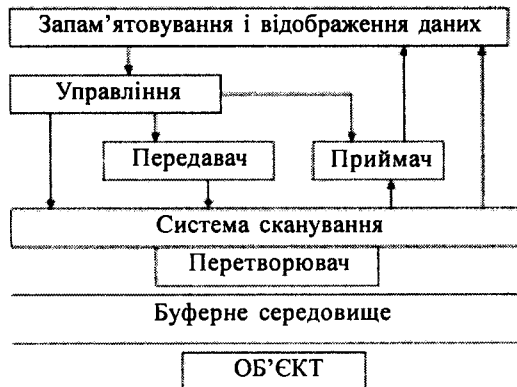 Запам’ятовування і відображення даних
Управління
Передавач
Приймач
Система сканування
Перетворювач
Буферне середовище
ОБ’ЄКТ